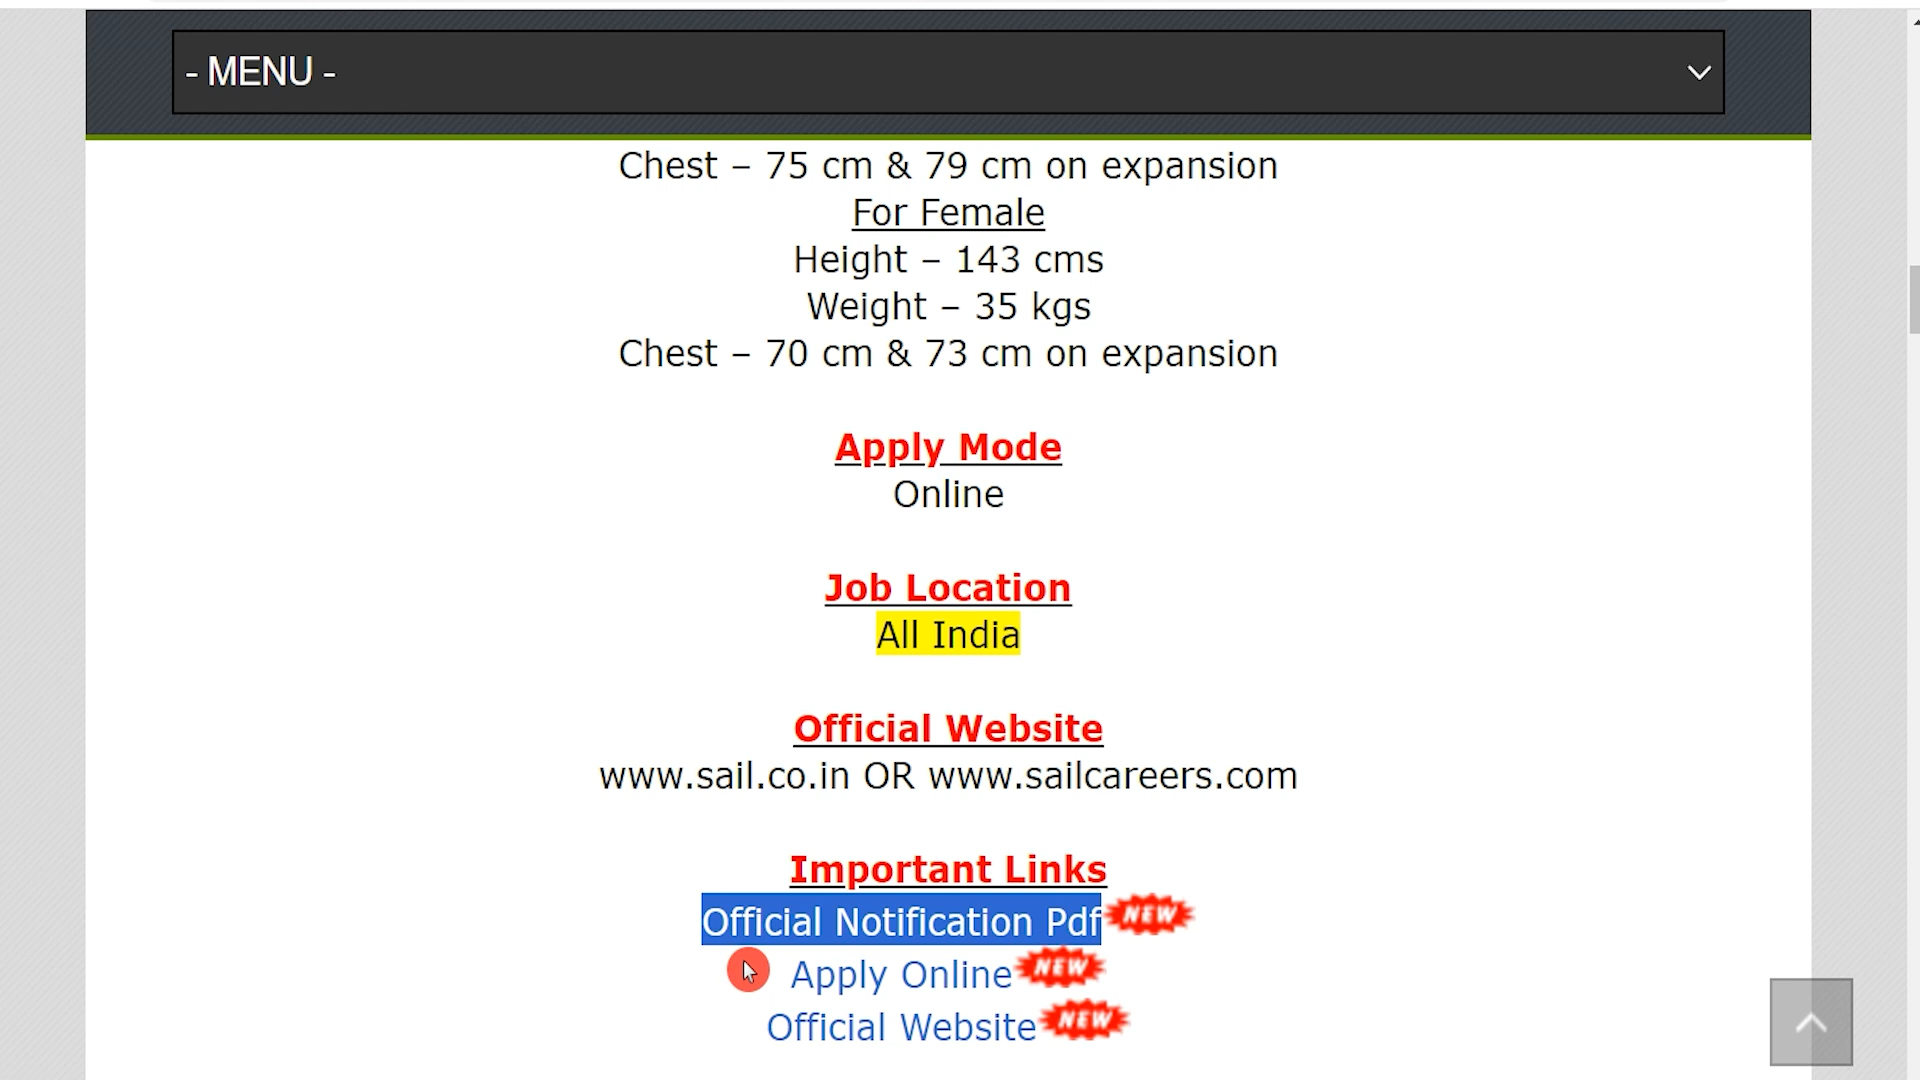 - MENU -
Chest – 75 cm & 79 cm on expansion
For Female
Height – 143 cms
Weight – 35 kgs
Chest – 70 cm & 73 cm on expansion
Apply Mode
Online
Job Location
All India
Official Website
www.sail.co.in OR www.sailcareers.com
Important Links
Official Notification Pdf NEW
Apply Online NEW
Official Website NEW